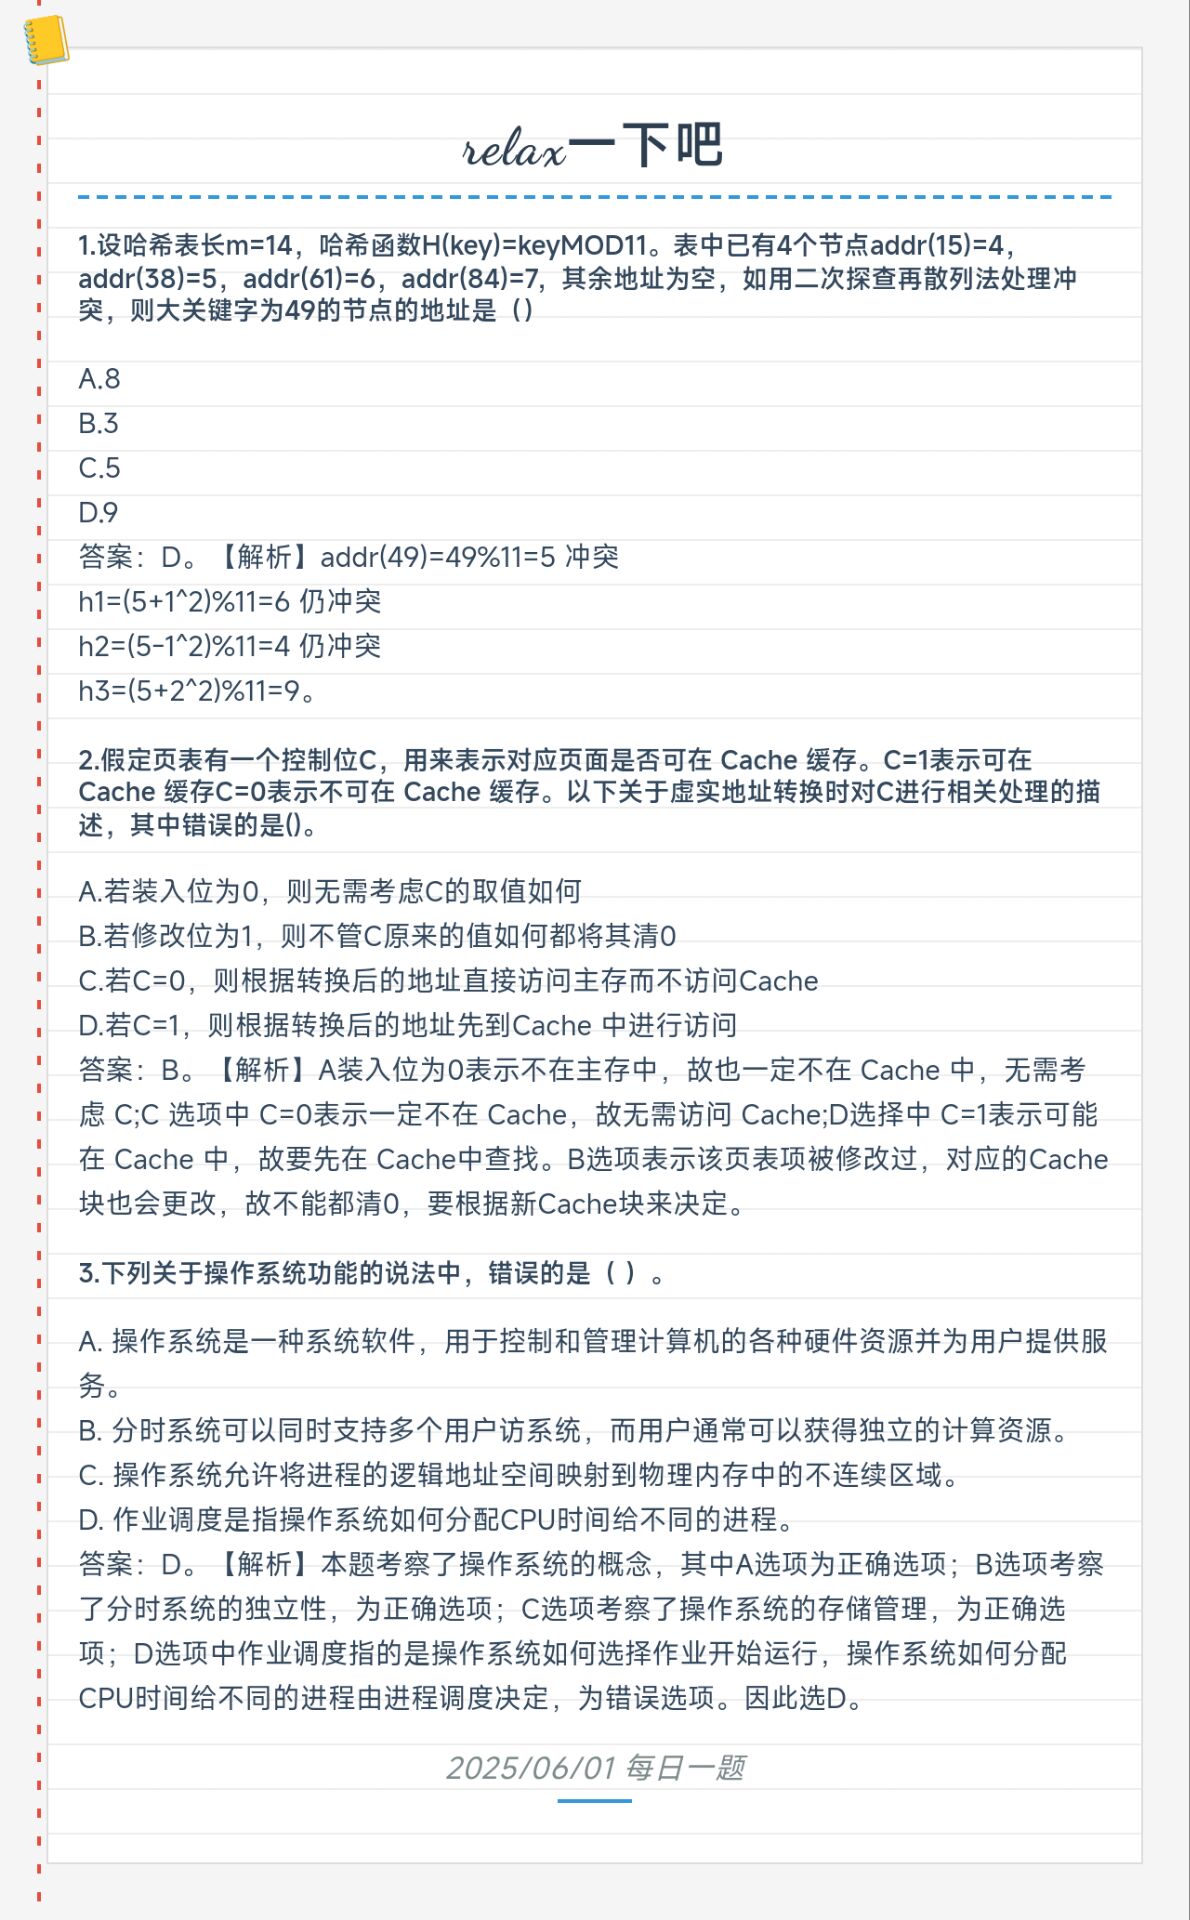 relax一下吧
1.设哈希表长m=14，哈希函数H(key)=keyMOD11。表中已有4个节点addr(15)=4，
addr(38)=5，addr(61)=6，addr(84)=7，其余地址为空，如用二次探查再散列法处理冲
突，则大关键字为49的节点的地址是（）
A.8
B.3
C.5
D.9
答案：D。【解析】addr(49)=49%11=5 冲突
h1=(5+1^2)%11=6 仍冲突
h2=(5-1^2)%11=4 仍冲突
h3=(5+2^2)%11=9。
2.假定页表有一个控制位C，用来表示对应页面是否可在 Cache 缓存。C=1表示可在
Cache 缓存C=0表示不可在 Cache 缓存。以下关于虚实地址转换时对C进行相关处理的描
述，其中错误的是()。
A.若装入位为0，则无需考虑C的取值如何
B.若修改位为1，则不管C原来的值如何都将其清0
C.若C=0，则根据转换后的地址直接访问主存而不访问Cache
D.若C=1，则根据转换后的地址先到Cache 中进行访问
答案：B。【解析】A装入位为0表示不在主存中，故也一定不在 Cache 中，无需考
虑 C;C 选项中 C=0表示一定不在 Cache，故无需访问 Cache;D选择中 C=1表示可能
在 Cache 中，故要先在 Cache中查找。B选项表示该页表项被修改过，对应的Cache
块也会更改，故不能都清0，要根据新Cache块来决定。
3.下列关于操作系统功能的说法中，错误的是（ ）。
A. 操作系统是一种系统软件，用于控制和管理计算机的各种硬件资源并为用户提供服
务。
B. 分时系统可以同时支持多个用户访系统，而用户通常可以获得独立的计算资源。
C. 操作系统允许将进程的逻辑地址空间映射到物理内存中的不连续区域。
D. 作业调度是指操作系统如何分配CPU时间给不同的进程。
答案：D。【解析】本题考察了操作系统的概念，其中A选项为正确选项；B选项考察
了分时系统的独立性，为正确选项；C选项考察了操作系统的存储管理，为正确选
项；D选项中作业调度指的是操作系统如何选择作业开始运行，操作系统如何分配
CPU时间给不同的进程由进程调度决定，为错误选项。因此选D。
2025/06/01 每日一题